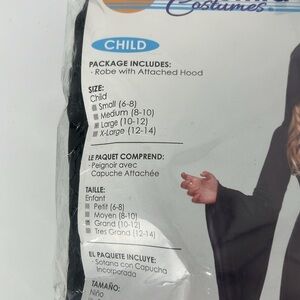 Costumes
CHILD
PACKAGE INCLUDES:
- Robe with Attached Hood
SIZE:
Child
Small (6-8)
Medium (8-10)
Large (10-12)
X-Large (12-14)
LE PAQUET COMPREND:
- Peignoir avec
Capuche Attachée
TAILLE:
Enfant
Petit (6-8)
Moyen (8-10)
Grand (10-12)
Tres Grand (12-14)
EL PAQUETE INCLUYE:
- Sotana con Capucha
Incorporada
TAMAÑO:
Niño